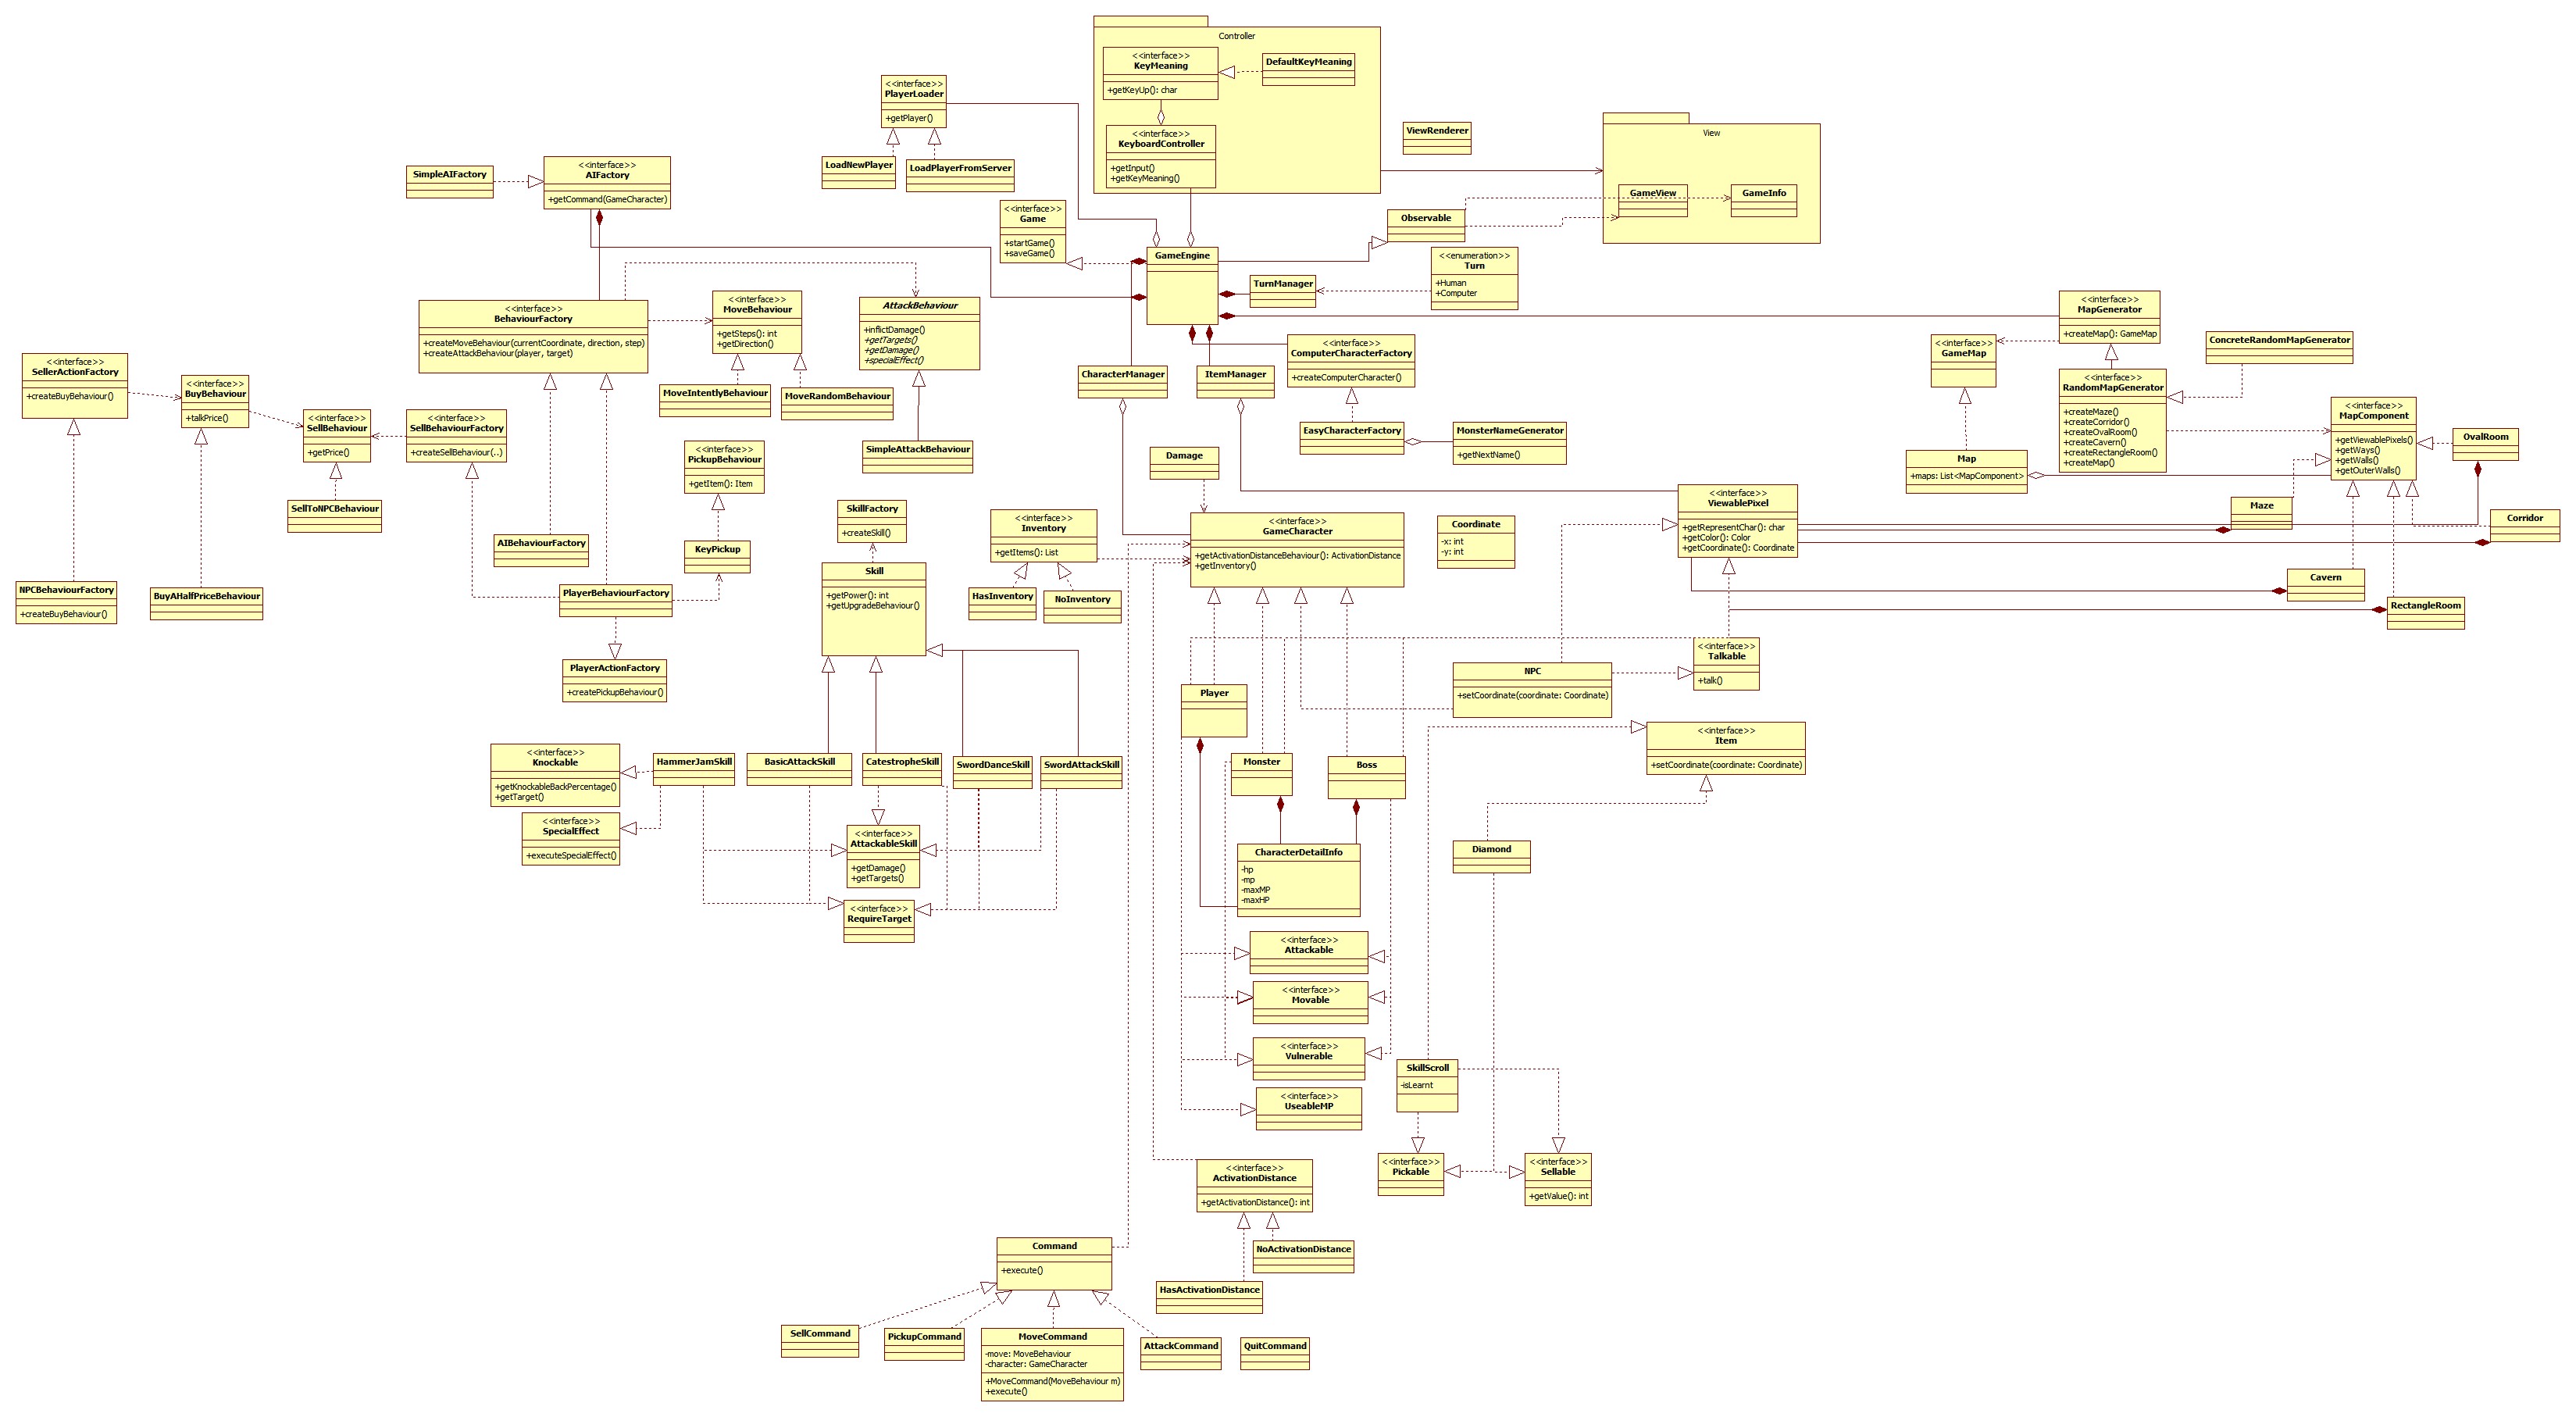 Controller
<<interface>>
KeyMeaning
+getKeyUp(): char
DefaultKeyMeaning
<<interface>>
KeyboardController
+getInput()
+getKeyMeaning()
<<interface>>
PlayerLoader
+getPlayer()
LoadNewPlayer
LoadPlayerFromServer
ViewRenderer
View
GameView
GameInfo
SimpleAIFactory
<<interface>>
AIFactory
+getCommand(GameCharacter)
<<interface>>
Game
+startGame()
+saveGame()
Observable
GameEngine
<<enumeration>>
Turn
+Human
+Computer
TurnManager
<<interface>>
BehaviourFactory
+createMoveBehaviour(currentCoordinate, direction, step)
+createAttackBehaviour(player, target)
<<interface>>
MoveBehaviour
+getSteps(): int
+getDirection()
AttackBehaviour
+inflictDamage()
+getTargets()
+getDamage()
+specialEffect()
<<interface>>
MapGenerator
+createMap(): GameMap
<<interface>>
GameMap
ConcreteRandomMapGenerator
<<interface>>
ComputerCharacterFactory
+createComputerCharacter()
<<interface>>
SellerActionFactory
+createBuyBehaviour()
<<interface>>
BuyBehaviour
+talkPrice()
<<interface>>
SellBehaviour
+getPrice()
<<interface>>
SellBehaviourFactory
+createSellBehaviour(..)
MoveIntentlyBehaviour
MoveRandomBehaviour
CharacterManager
ItemManager
RandomMapGenerator
+createMaze()
+createCorridor()
+createOvalRoom()
+createCavern()
+createRectangleRoom()
+createMap()
<<interface>>
MapComponent
+getViewablePixels()
+getWays()
+getWalls()
+getOuterWalls()
OvalRoom
EasyCharacterFactory
MonsterNameGenerator
+getNextName()
SimpleAttackBehaviour
<<interface>>
PickupBehaviour
+getItem(): Item
Damage
Map
+maps: List<MapComponent>
SellToNPCBehaviour
SkillFactory
+createSkill()
<<interface>>
Inventory
+getItems(): List
<<interface>>
GameCharacter
+getActivationDistanceBehaviour(): ActivationDistance
+getInventory()
Coordinate
-x: int
-y: int
<<interface>>
ViewablePixel
+getRepresentChar(): char
+getColor(): Color
+getCoordinate(): Coordinate
Maze
Corridor
AIBehaviourFactory
KeyPickup
Skill
+getPower(): int
+getUpgradeBehaviour()
HasInventory
NoInventory
Cavern
RectangleRoom
NPCBehaviourFactory
+createBuyBehaviour()
BuyAHalfPriceBehaviour
PlayerBehaviourFactory
PlayerActionFactory
+createPickupBehaviour()
<<interface>>
Talkable
+talk()
NPC
+setCoordinate(coordinate: Coordinate)
Player
<<interface>>
Item
+setCoordinate(coordinate: Coordinate)
<<interface>>
Knockable
+getKnockableBackPercentage()
+getTarget()
HammerJamSkill
BasicAttackSkill
CatestropheSkill
SwordDanceSkill
SwordAttackSkill
Monster
Boss
<<interface>>
SpecialEffect
+executeSpecialEffect()
<<interface>>
AttackableSkill
+getDamage()
+getTargets()
<<interface>>
RequireTarget
CharacterDetailInfo
-hp
-mp
-maxMP
-maxHP
Diamond
<<interface>>
Attackable
<<interface>>
Movable
<<interface>>
Vulnerable
<<interface>>
UseableMP
SkillScroll
-isLearnt
<<interface>>
Pickable
<<interface>>
Sellable
+getValue(): int
<<interface>>
ActivationDistance
+getActivationDistance(): int
NoActivationDistance
HasActivationDistance
Command
+execute()
SellCommand
PickupCommand
MoveCommand
-move: MoveBehaviour
-character: GameCharacter
+MoveCommand(MoveBehaviour m)
+execute()
AttackCommand
QuitCommand